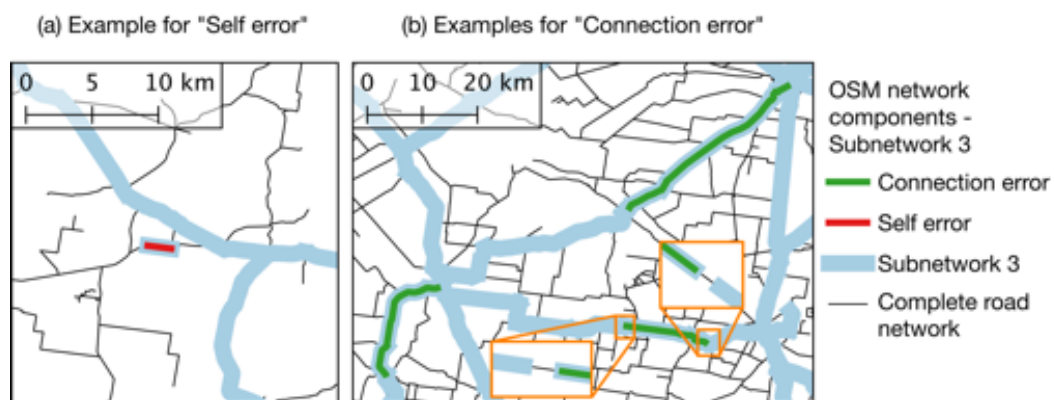 (a) Example for "Self error"
(b) Examples for "Connection error"
0 5 10 km
0 10 20 km
OSM network
components -
Subnetwork 3
Connection error
Self error
Subnetwork 3
Complete road
network